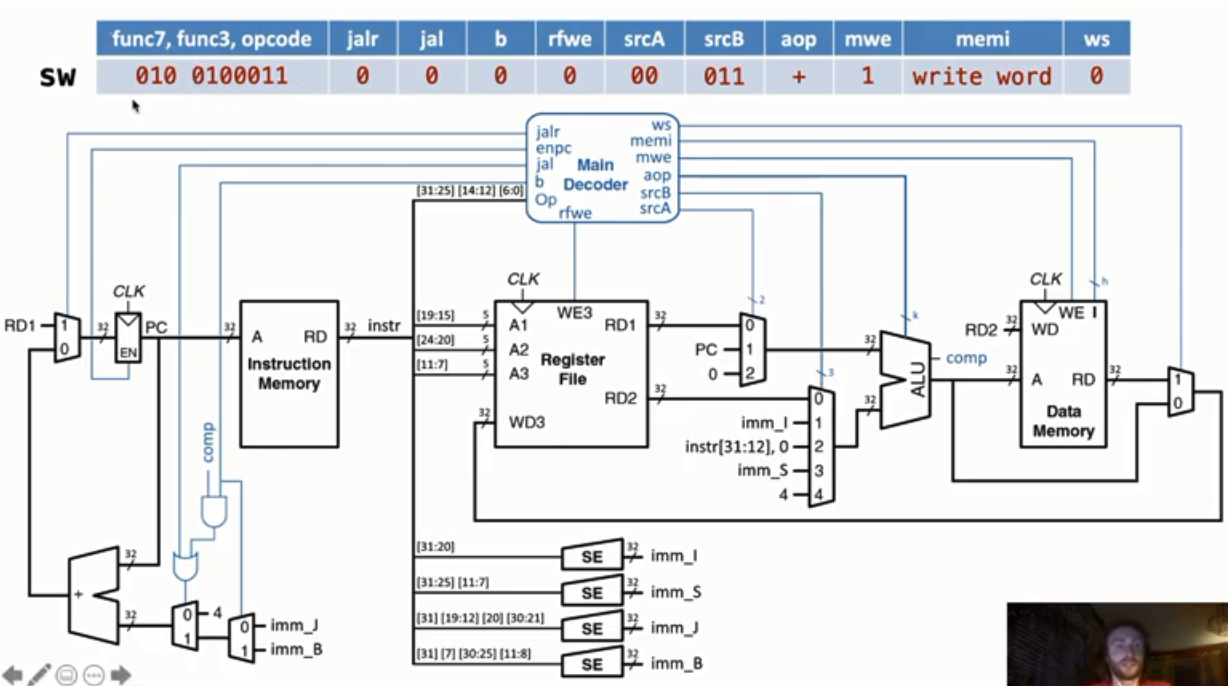 func7, func3, opcode jalr jal b rfwe srcA srcB aop mwe memi ws
sw 010 0100011 0 0 0 0 00 011 + 1 write word 0
jalr ws
enpc memi
jal Main mwe
b Decoder aop
[31:25] [14:12] [6:0] Op srcB
rfwe srcA
CLK CLK CLK
RD1 1 0 32 PC EN
32 A RD 32 instr
Instruction
Memory
[19:15] 5 A1 WE3 RD1 32
[24:20] 5 A2 Register
[11:7] 5 A3 File
RD2 32
32 WD3
2
0
PC 1
0 2
32
3
0
imm_I 1
instr[31:12], 0 2
imm_S 3
4 4
32
k
ALU comp
h
WE I
RD2 32 WD
32 A RD 32
Data
Memory
1
0
comp
32
+
32
0 4
1
0 imm_J
1 imm_B
[31:20] SE 32 imm_I
[31:25] [11:7] SE 32 imm_S
[31] [19:12] [20] [30:21] SE 32 imm_J
[31] [7] [30:25] [11:8] SE 32 imm_B